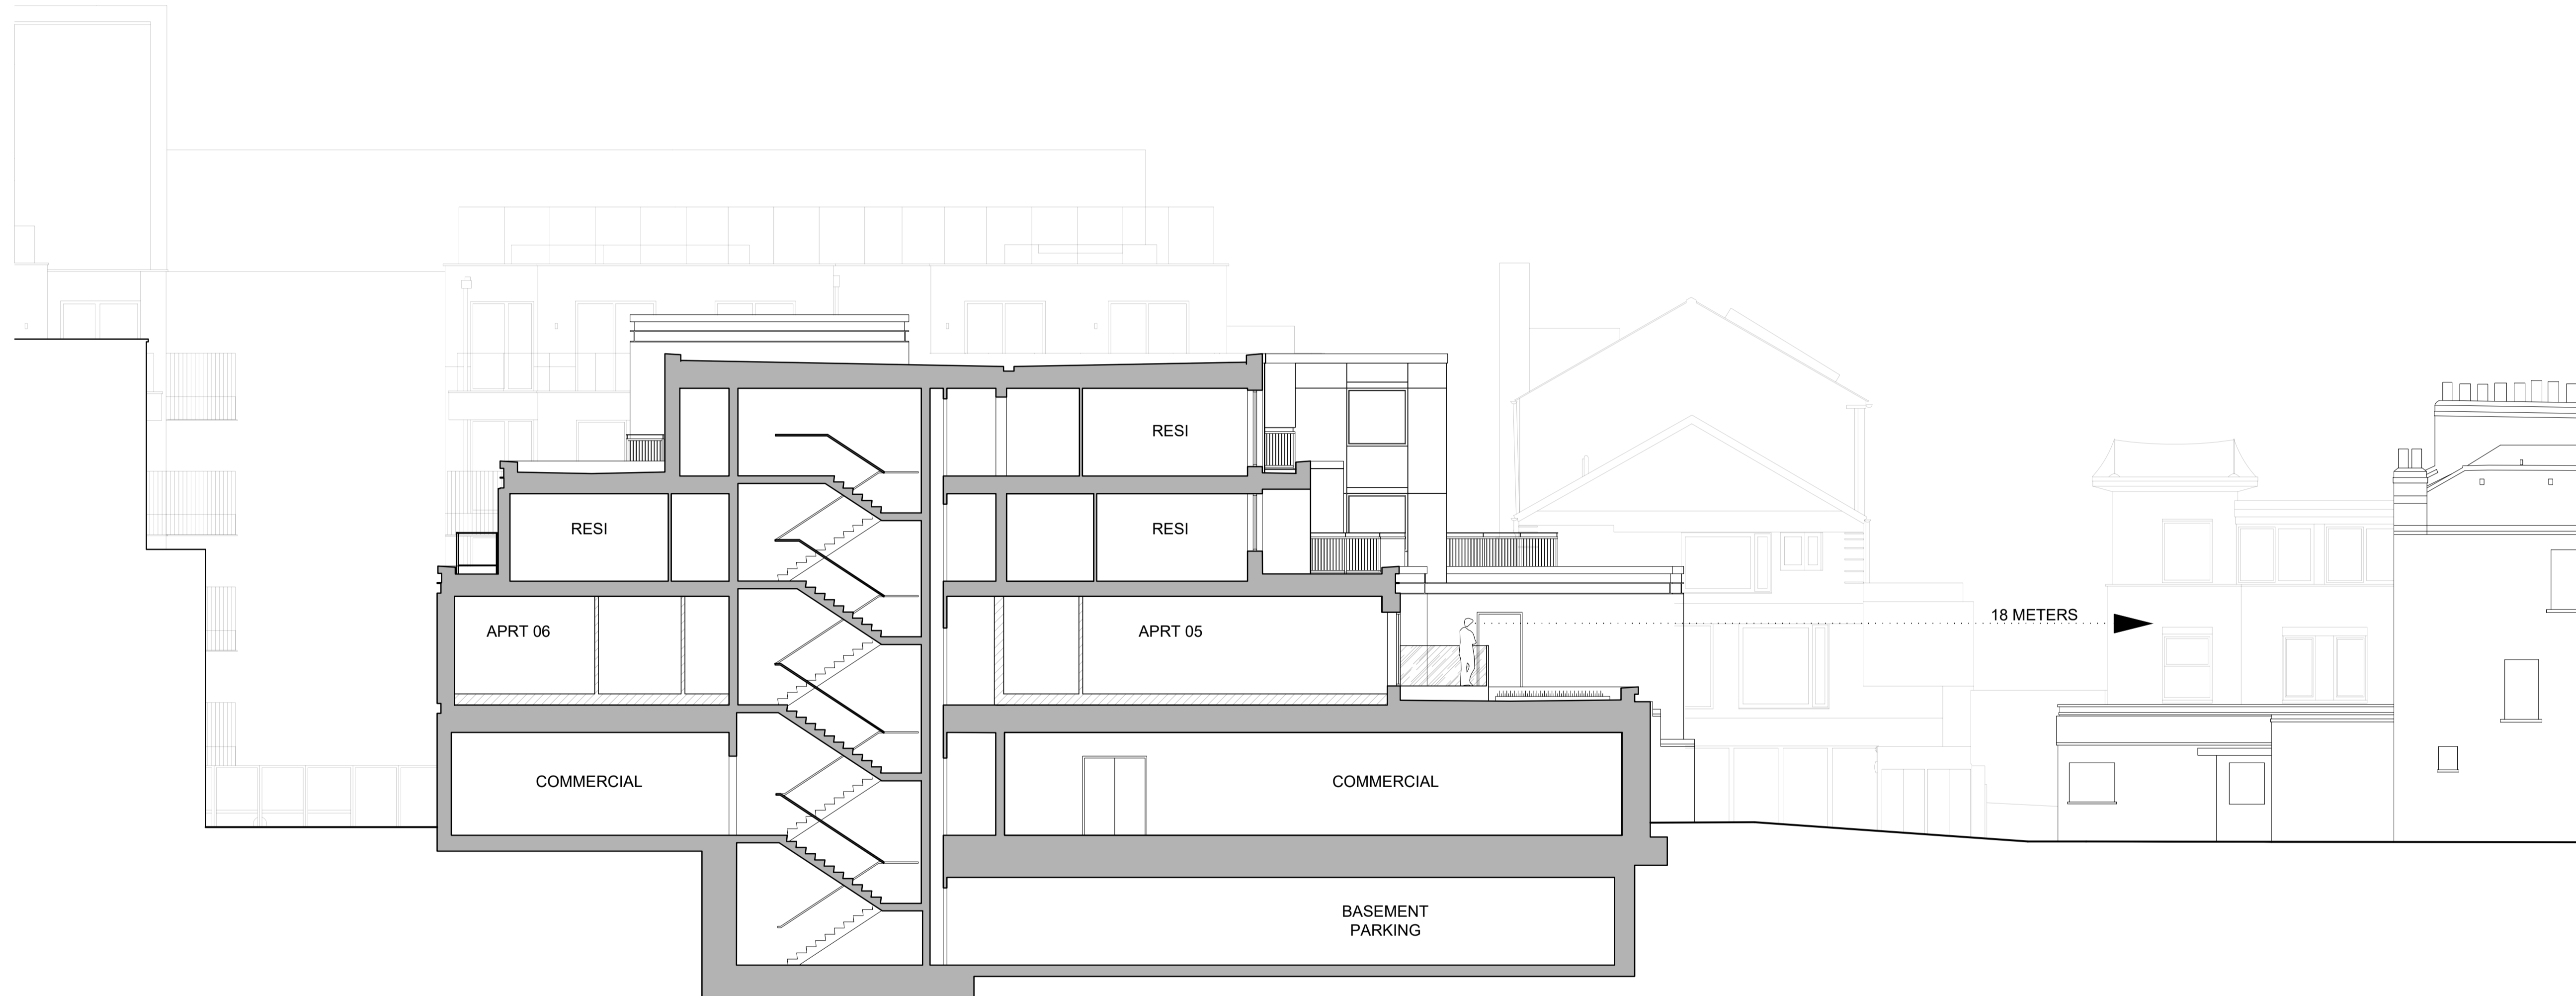 RESI
RESI
RESI
APRT 06
APRT 05
18 METERS
COMMERCIAL
COMMERCIAL
BASEMENT
PARKING